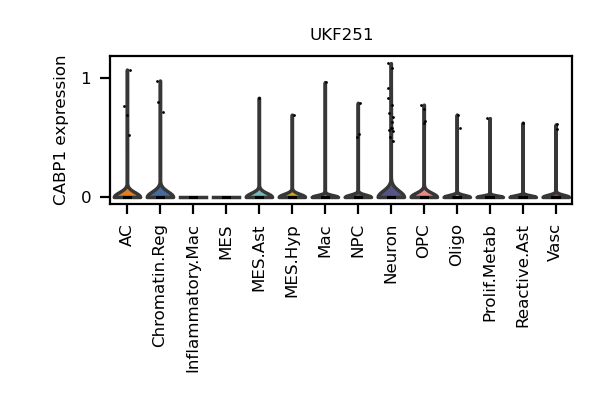 UKF251
CABP1 expression
1
0
AC
Chromatin.Reg
Inflammatory.Mac
MES
MES.Ast
MES.Hyp
Mac
NPC
Neuron
OPC
Oligo
Prolif.Metab
Reactive.Ast
Vasc